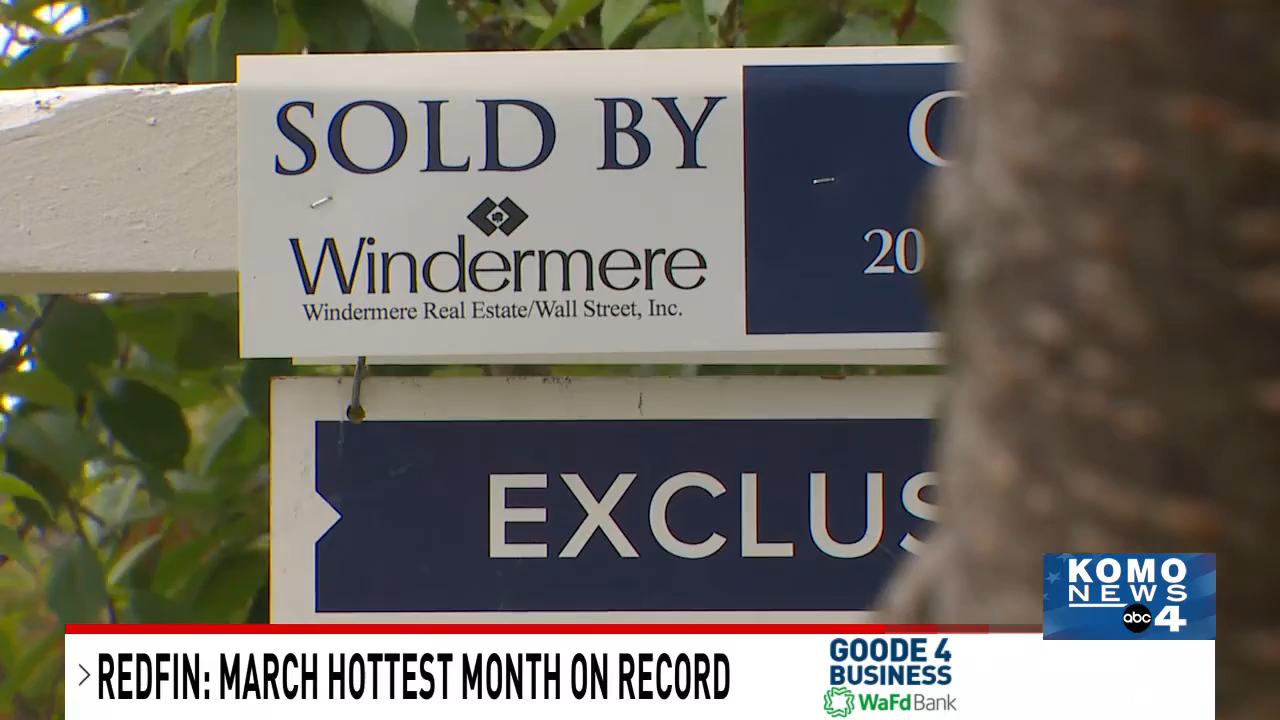 SOLD BY
Windermere
Windermere Real Estate/Wall Street, Inc.
20
EXCLUS
KOMO
NEWS
abc 4
REDFIN: MARCH HOTTEST MONTH ON RECORD
GOODE 4
BUSINESS
WaFd Bank